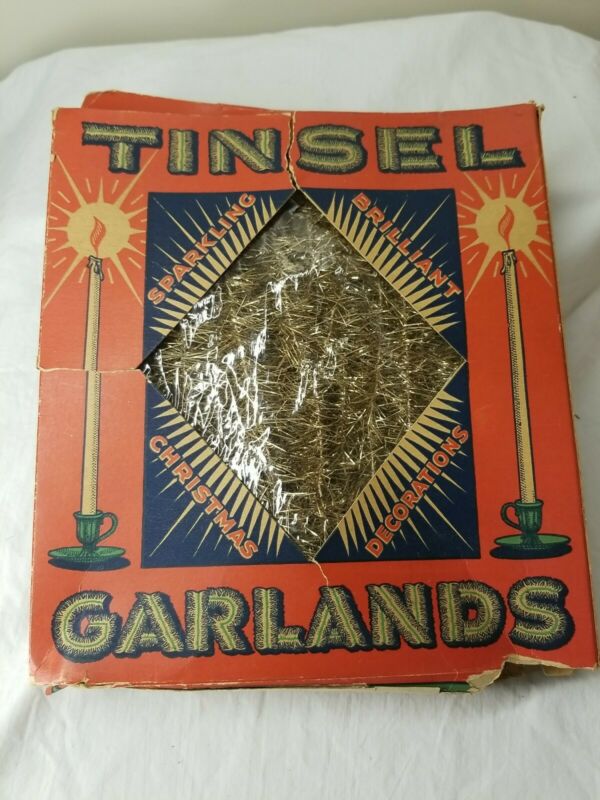 TINSEL
SPARKLING
BRILLIANT
CHRISTMAS
DECORATIONS
GARLANDS